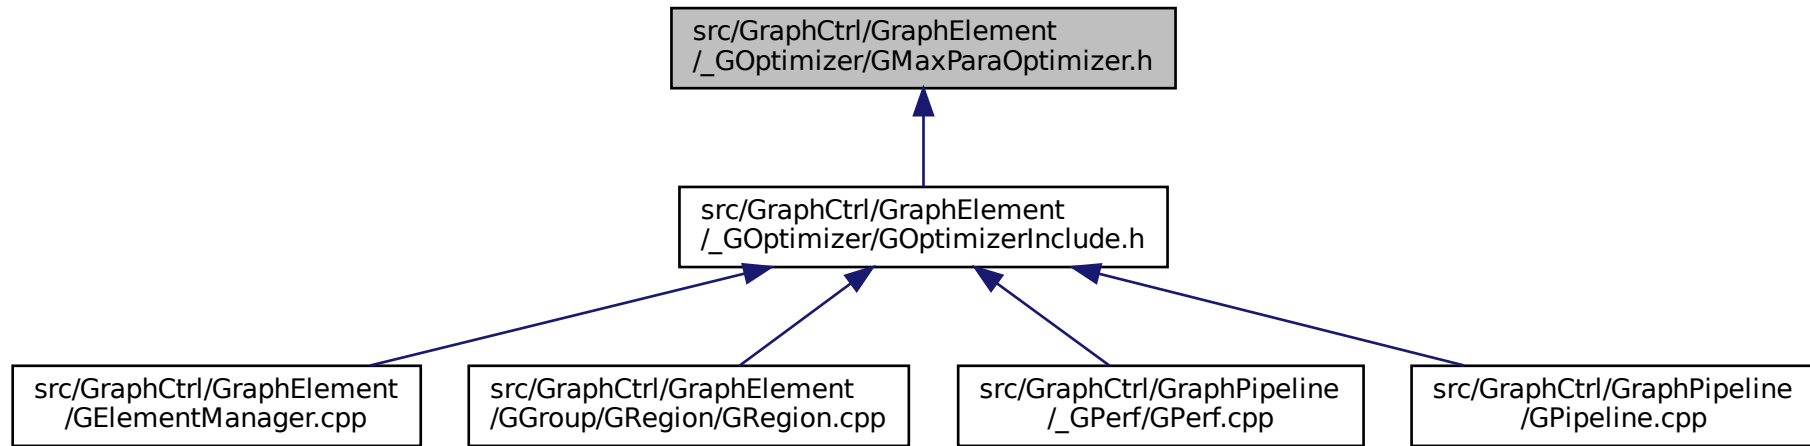 src/GraphCtrl/GraphElement
/_GOptimizer/GMaxParaOptimizer.h
src/GraphCtrl/GraphElement
/_GOptimizer/GOptimizerInclude.h
src/GraphCtrl/GraphElement
/GElementManager.cpp
src/GraphCtrl/GraphElement
/GGroup/GRegion/GRegion.cpp
src/GraphCtrl/GraphPipeline
/_GPerf/GPerf.cpp
src/GraphCtrl/GraphPipeline
/GPipeline.cpp